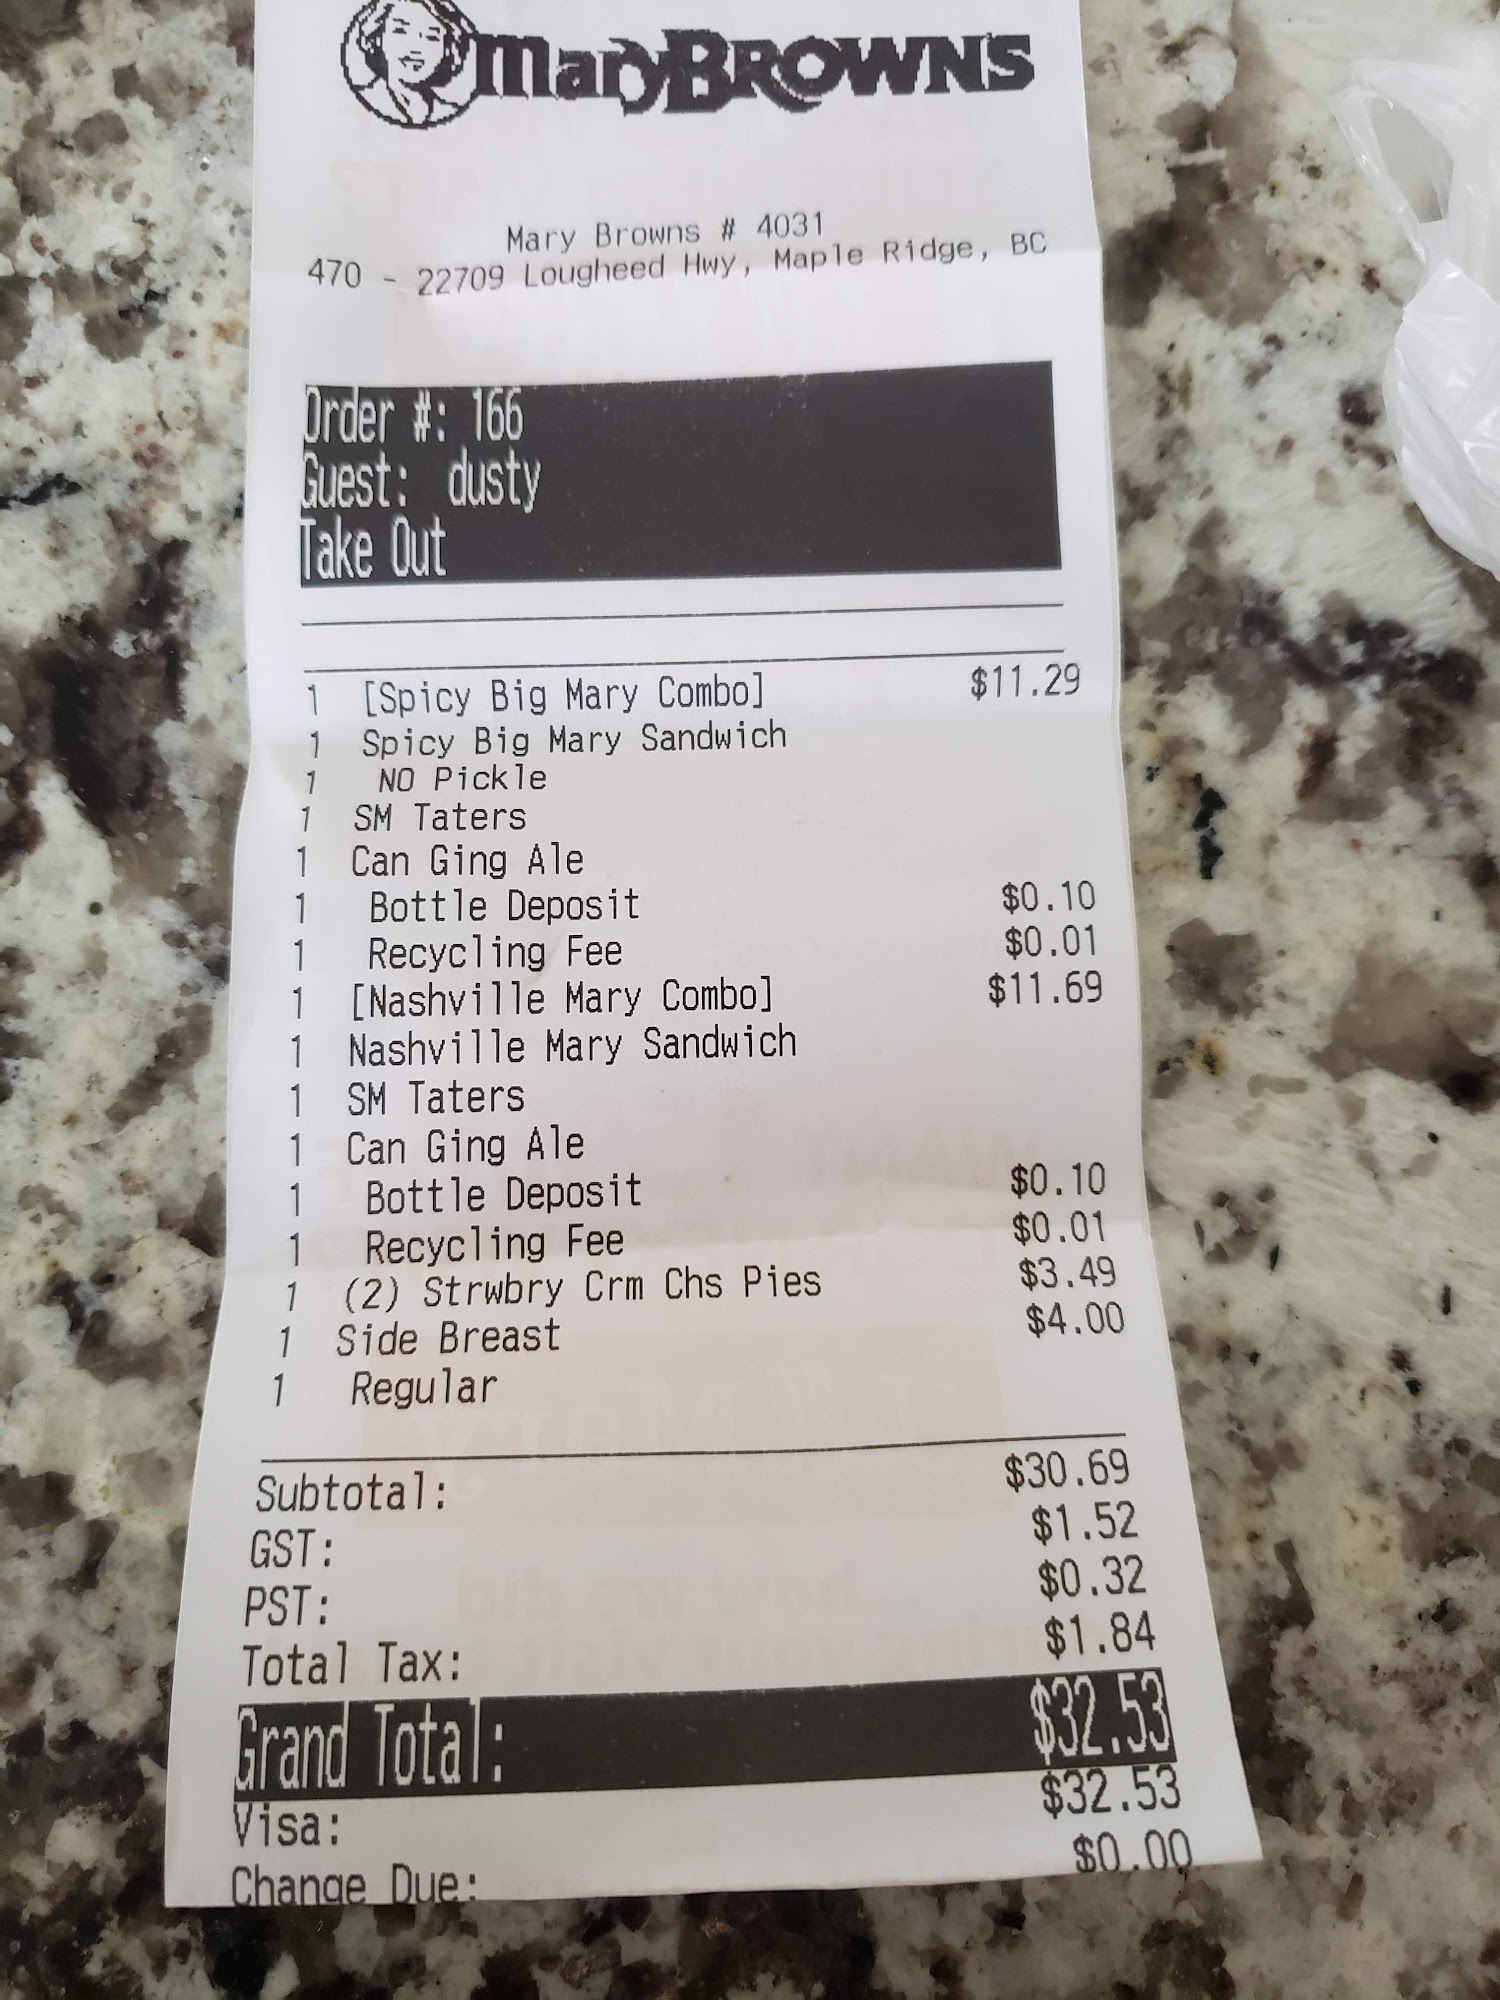 mary BROWNS
Mary Browns # 4031
470 - 22709 Lougheed Hwy, Maple Ridge, BC
Order #: 166
Guest: dusty
Take Out
1 [Spicy Big Mary Combo] $11.29
1 Spicy Big Mary Sandwich
1 NO Pickle
1 SM Taters
1 Can Ging Ale
1 Bottle Deposit $0.10
1 Recycling Fee $0.01
1 [Nashville Mary Combo] $11.69
1 Nashville Mary Sandwich
1 SM Taters
1 Can Ging Ale
1 Bottle Deposit $0.10
1 Recycling Fee $0.01
1 (2) Strwbry Crm Chs Pies $3.49
1 Side Breast $4.00
1 Regular
Subtotal: $30.69
GST: $1.52
PST: $0.32
Total Tax: $1.84
Grand Total: $32.53
Visa: $32.53
Change Due: $0.00